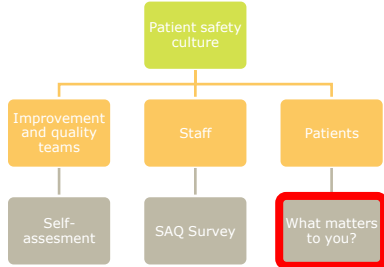 Patient safety
culture
Improvement
and quality
teams
Staff
Patients
Self-
assesment
SAQ Survey
What matters
to you?